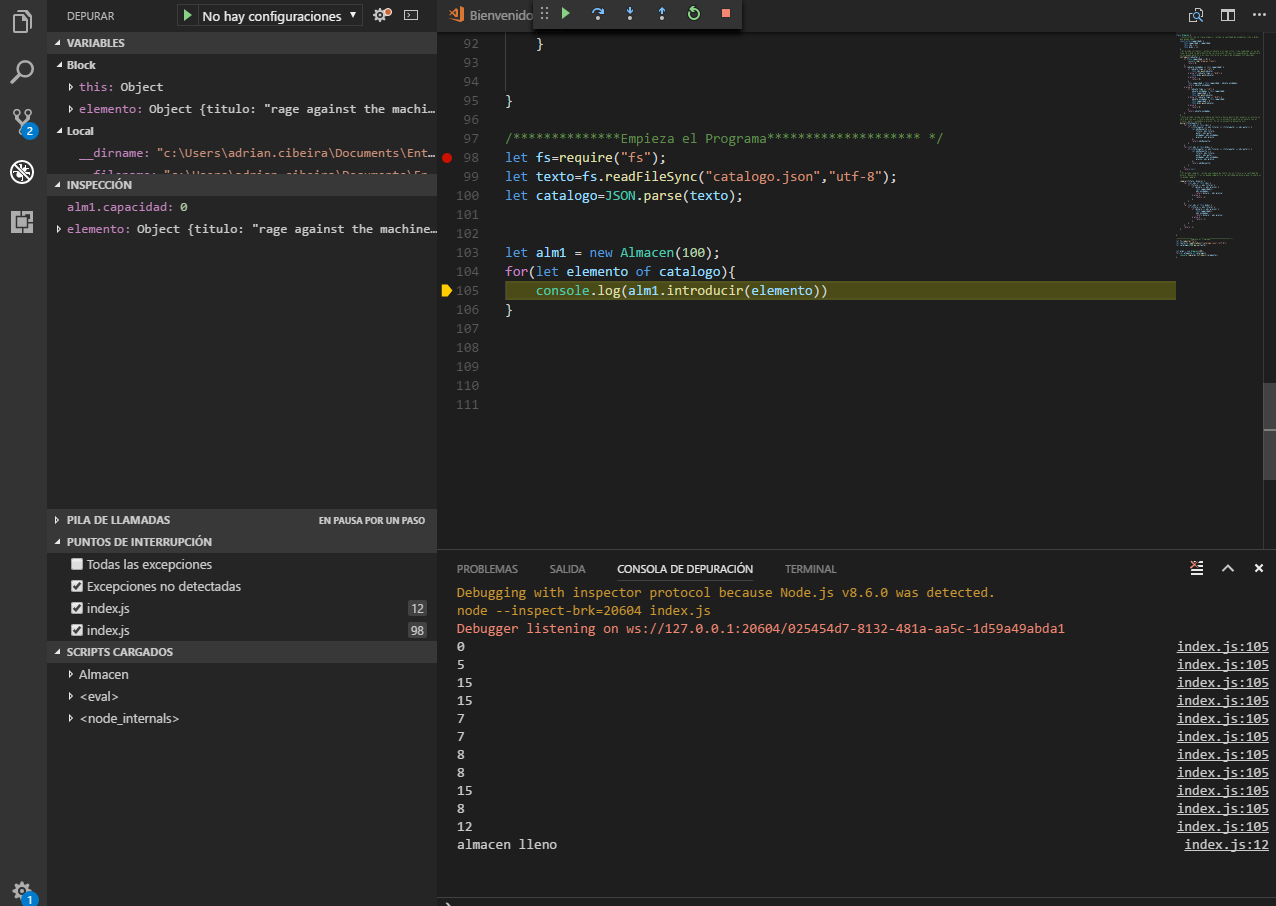 DEPURAR
No hay configuraciones
VARIABLES
Block
this: Object
elemento: Object {titulo: "rage against the machi…
Local
__dirname: "c:\Users\adrian.cibeira\Documents\Ent…
INSPECCIÓN
alm1.capacidad: 0
elemento: Object {titulo: "rage against the machine…
PILA DE LLAMADAS
EN PAUSA POR UN PASO
PUNTOS DE INTERRUPCIÓN
Todas las excepciones
Excepciones no detectadas
index.js 12
index.js 98
SCRIPTS CARGADOS
Almacen
<eval>
<node_internals>
2
1
Bienvenido
92 }
93
94
95 }
96
97 /**************Empieza el Programa******************** */
98 let fs=require("fs");
99 let texto=fs.readFileSync("catalogo.json","utf-8");
100 let catalogo=JSON.parse(texto);
101
102
103 let alm1 = new Almacen(100);
104 for(let elemento of catalogo){
105 console.log(alm1.introducir(elemento))
106 }
107
108
109
110
111
PROBLEMAS SALIDA CONSOLA DE DEPURACIÓN TERMINAL
Debugging with inspector protocol because Node.js v8.6.0 was detected.
node --inspect-brk=20604 index.js
Debugger listening on ws://127.0.0.1:20604/025454d7-8132-481a-aa5c-1d59a49abda1
0 index.js:105
5 index.js:105
15 index.js:105
15 index.js:105
7 index.js:105
7 index.js:105
8 index.js:105
8 index.js:105
15 index.js:105
8 index.js:105
12 index.js:105
almacen lleno index.js:12